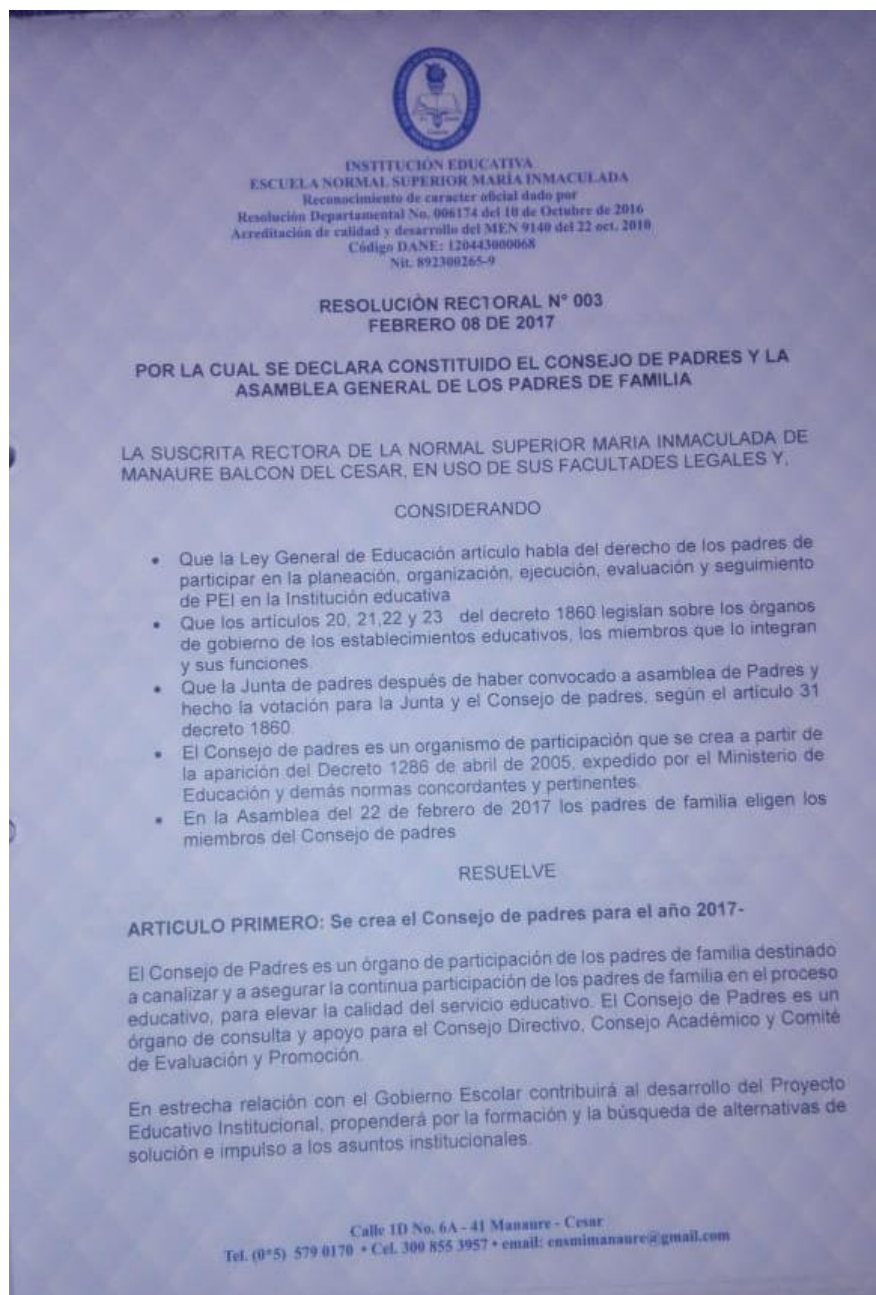 INSTITUCIÓN EDUCATIVA
ESCUELA NORMAL SUPERIOR MARÍA INMACULADA
Reconocimiento de caracter oficial dado por
Resolución Departamental No. 006174 del 10 de Octubre de 2016
Acreditación de calidad y desarrollo del MEN 9140 del 22 oct. 2010
Código DANE: 120443000068
Nit. 892300265-9
RESOLUCIÓN RECTORAL N° 003
FEBRERO 08 DE 2017
POR LA CUAL SE DECLARA CONSTITUIDO EL CONSEJO DE PADRES Y LA
ASAMBLEA GENERAL DE LOS PADRES DE FAMILIA
LA SUSCRITA RECTORA DE LA NORMAL SUPERIOR MARIA INMACULADA DE
MANAURE BALCON DEL CESAR, EN USO DE SUS FACULTADES LEGALES Y,
CONSIDERANDO
• Que la Ley General de Educación artículo habla del derecho de los padres de
participar en la planeación, organización, ejecución, evaluación y seguimiento
de PEI en la Institución educativa
• Que los artículos 20, 21,22 y 23 del decreto 1860 legislan sobre los órganos
de gobierno de los establecimientos educativos, los miembros que lo integran
y sus funciones.
• Que la Junta de padres después de haber convocado a asamblea de Padres y
hecho la votación para la Junta y el Consejo de padres, según el artículo 31
decreto 1860.
• El Consejo de padres es un organismo de participación que se crea a partir de
la aparición del Decreto 1286 de abril de 2005, expedido por el Ministerio de
Educación y demás normas concordantes y pertinentes.
• En la Asamblea del 22 de febrero de 2017 los padres de familia eligen los
miembros del Consejo de padres
RESUELVE
ARTICULO PRIMERO: Se crea el Consejo de padres para el año 2017-
El Consejo de Padres es un órgano de participación de los padres de familia destinado
a canalizar y a asegurar la continua participación de los padres de familia en el proceso
educativo, para elevar la calidad del servicio educativo. El Consejo de Padres es un
órgano de consulta y apoyo para el Consejo Directivo, Consejo Académico y Comité
de Evaluación y Promoción.
En estrecha relación con el Gobierno Escolar contribuirá al desarrollo del Proyecto
Educativo Institucional, propenderá por la formación y la búsqueda de alternativas de
solución e impulso a los asuntos institucionales.
Calle 1D No. 6A - 41 Manaure - Cesar
Tel. (0*5) 579 0170 • Cel. 300 855 3957 • email: ensmimanaure@gmail.com